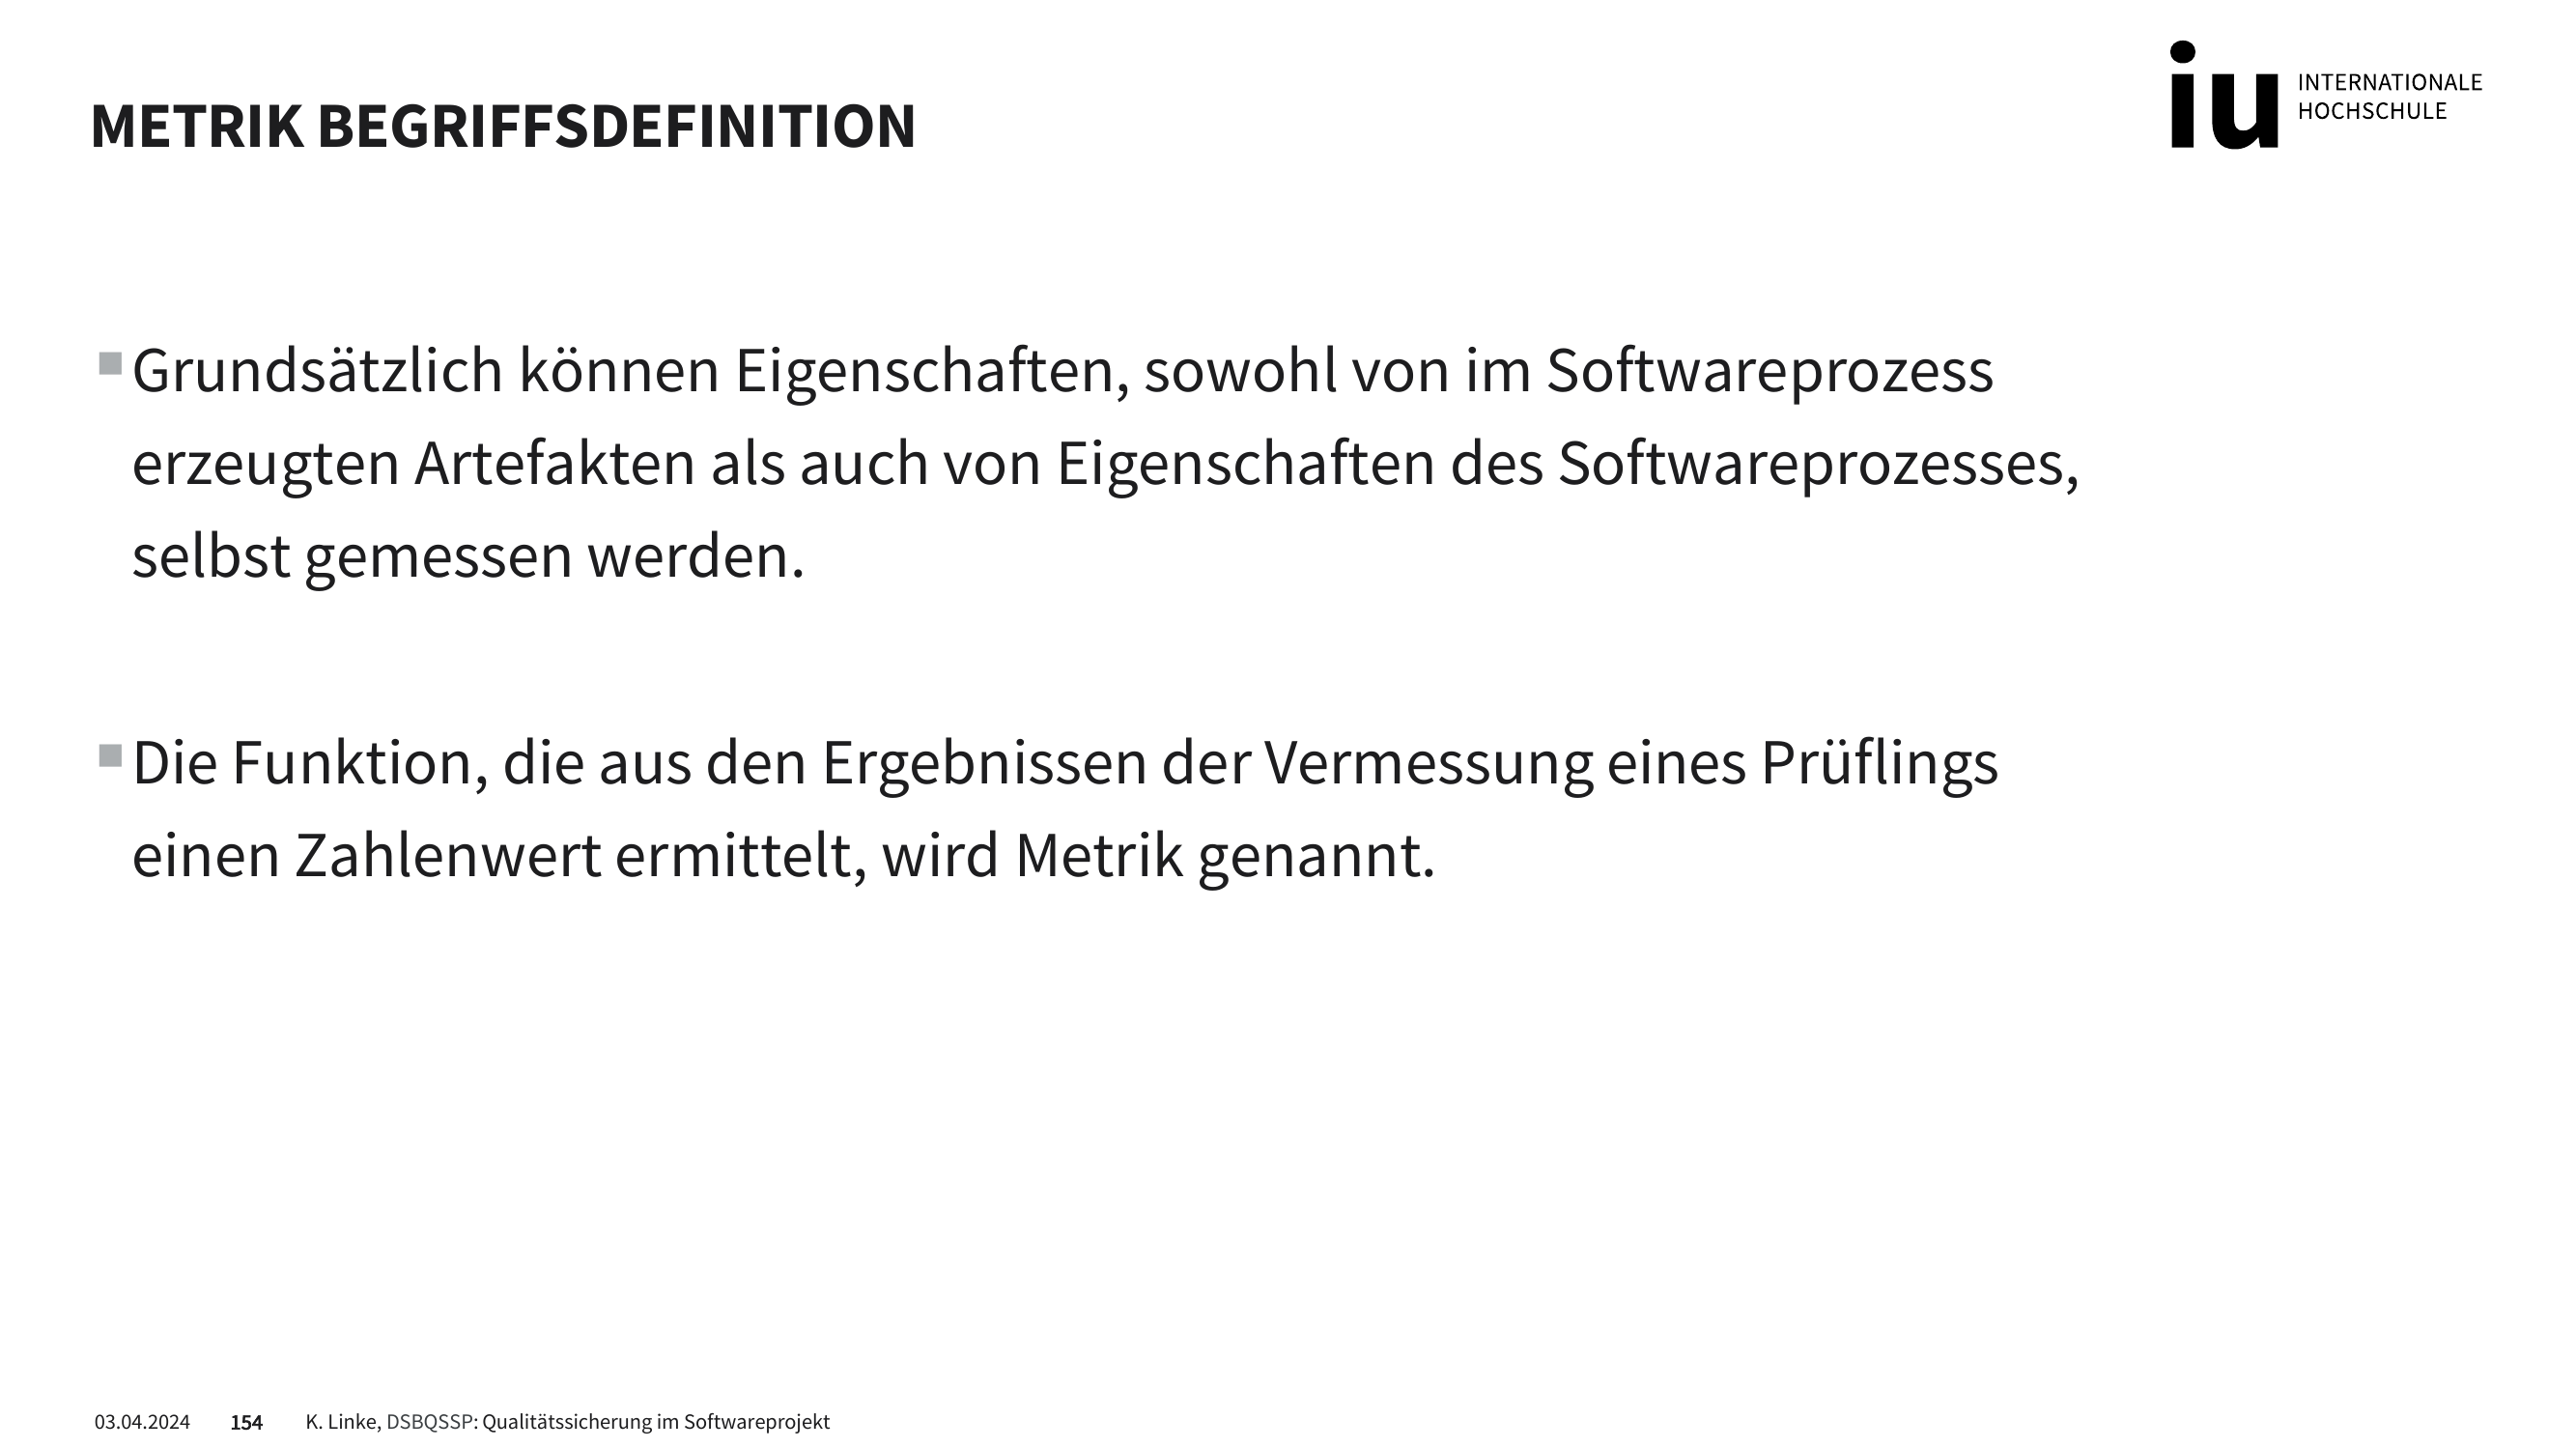 METRIK BEGRIFFSDEFINITION
iu INTERNATIONALE
HOCHSCHULE
Grundsätzlich können Eigenschaften, sowohl von im Softwareprozess
erzeugten Artefakten als auch von Eigenschaften des Softwareprozesses,
selbst gemessen werden.
Die Funktion, die aus den Ergebnissen der Vermessung eines Prüflings
einen Zahlenwert ermittelt, wird Metrik genannt.
03.04.2024 154 K. Linke, DSBQSSP: Qualitätssicherung im Softwareprojekt